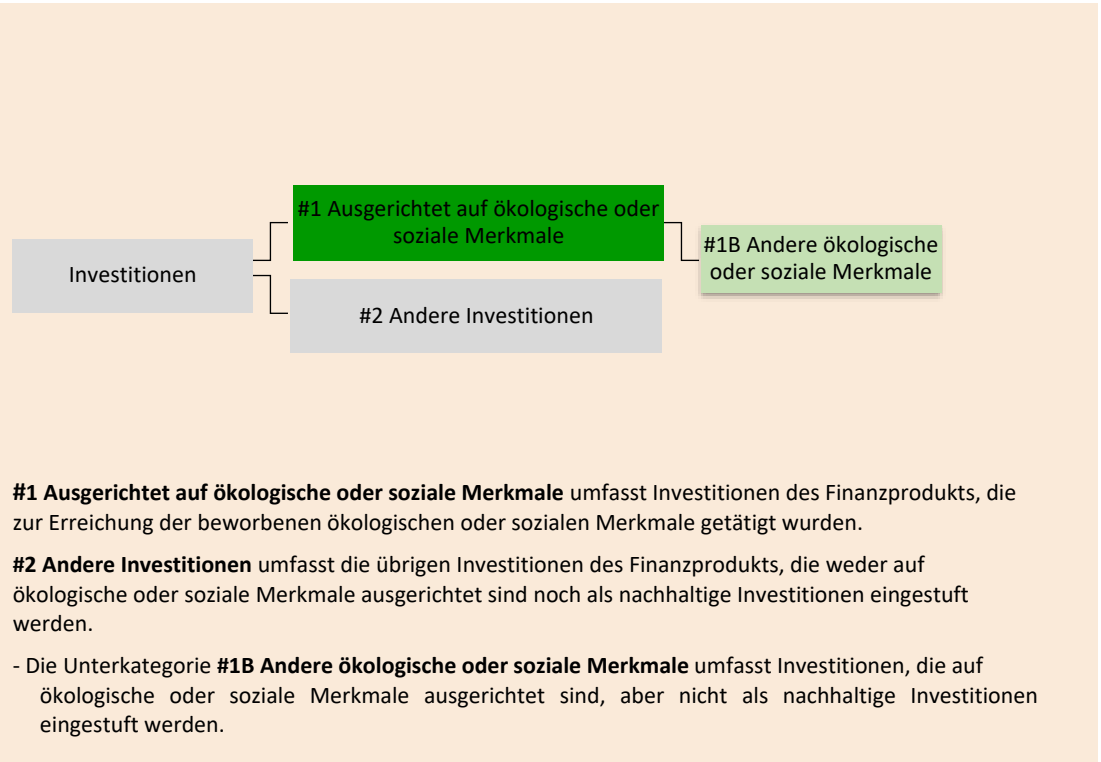 #1 Ausgerichtet auf ökologische oder
soziale Merkmale
#1B Andere ökologische
oder soziale Merkmale
Investitionen
#2 Andere Investitionen
#1 Ausgerichtet auf ökologische oder soziale Merkmale umfasst Investitionen des Finanzprodukts, die
zur Erreichung der beworbenen ökologischen oder sozialen Merkmale getätigt wurden.
#2 Andere Investitionen umfasst die übrigen Investitionen des Finanzprodukts, die weder auf
ökologische oder soziale Merkmale ausgerichtet sind noch als nachhaltige Investitionen eingestuft
werden.
- Die Unterkategorie #1B Andere ökologische oder soziale Merkmale umfasst Investitionen, die auf
ökologische oder soziale Merkmale ausgerichtet sind, aber nicht als nachhaltige Investitionen
eingestuft werden.